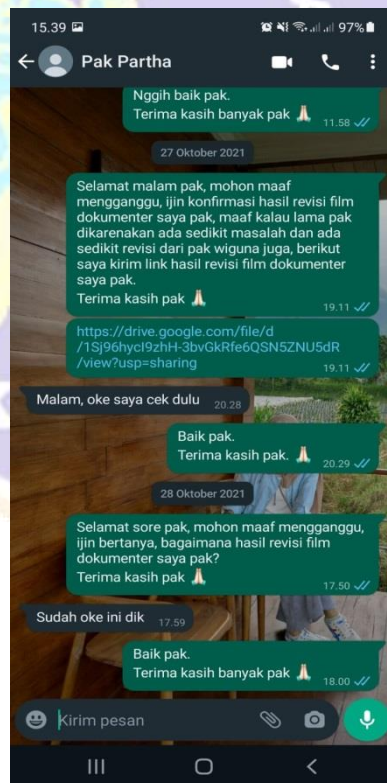 15.39 97%
Pak Partha
Nggih baik pak.
Terima kasih banyak pak 🙏🏻
11.58
27 Oktober 2021
Selamat malam pak, mohon maaf
mengganggu, ijin konfirmasi hasil revisi film
dokumenter saya pak, maaf kalau lama pak
dikarenakan ada sedikit masalah dan ada
sedikit revisi dari pak wiguna juga, berikut
saya kirim link hasil revisi film dokumenter
saya pak.
Terima kasih pak 🙏🏻
19.11
https://drive.google.com/file/d
/1Sj96hycI9zhH-3bvGkRfe6QSN5ZNU5dR
/view?usp=sharing
19.11
Malam, oke saya cek dulu 20.28
Baik pak.
Terima kasih pak. 🙏🏻 20.29
28 Oktober 2021
Selamat sore pak, mohon maaf mengganggu,
ijin bertanya, bagaimana hasil revisi film
dokumenter saya pak?
Terima kasih pak 🙏🏻
17.50
Sudah oke ini dik 17.59
Baik pak.
Terima kasih banyak pak 🙏🏻 18.00
Kirim pesan